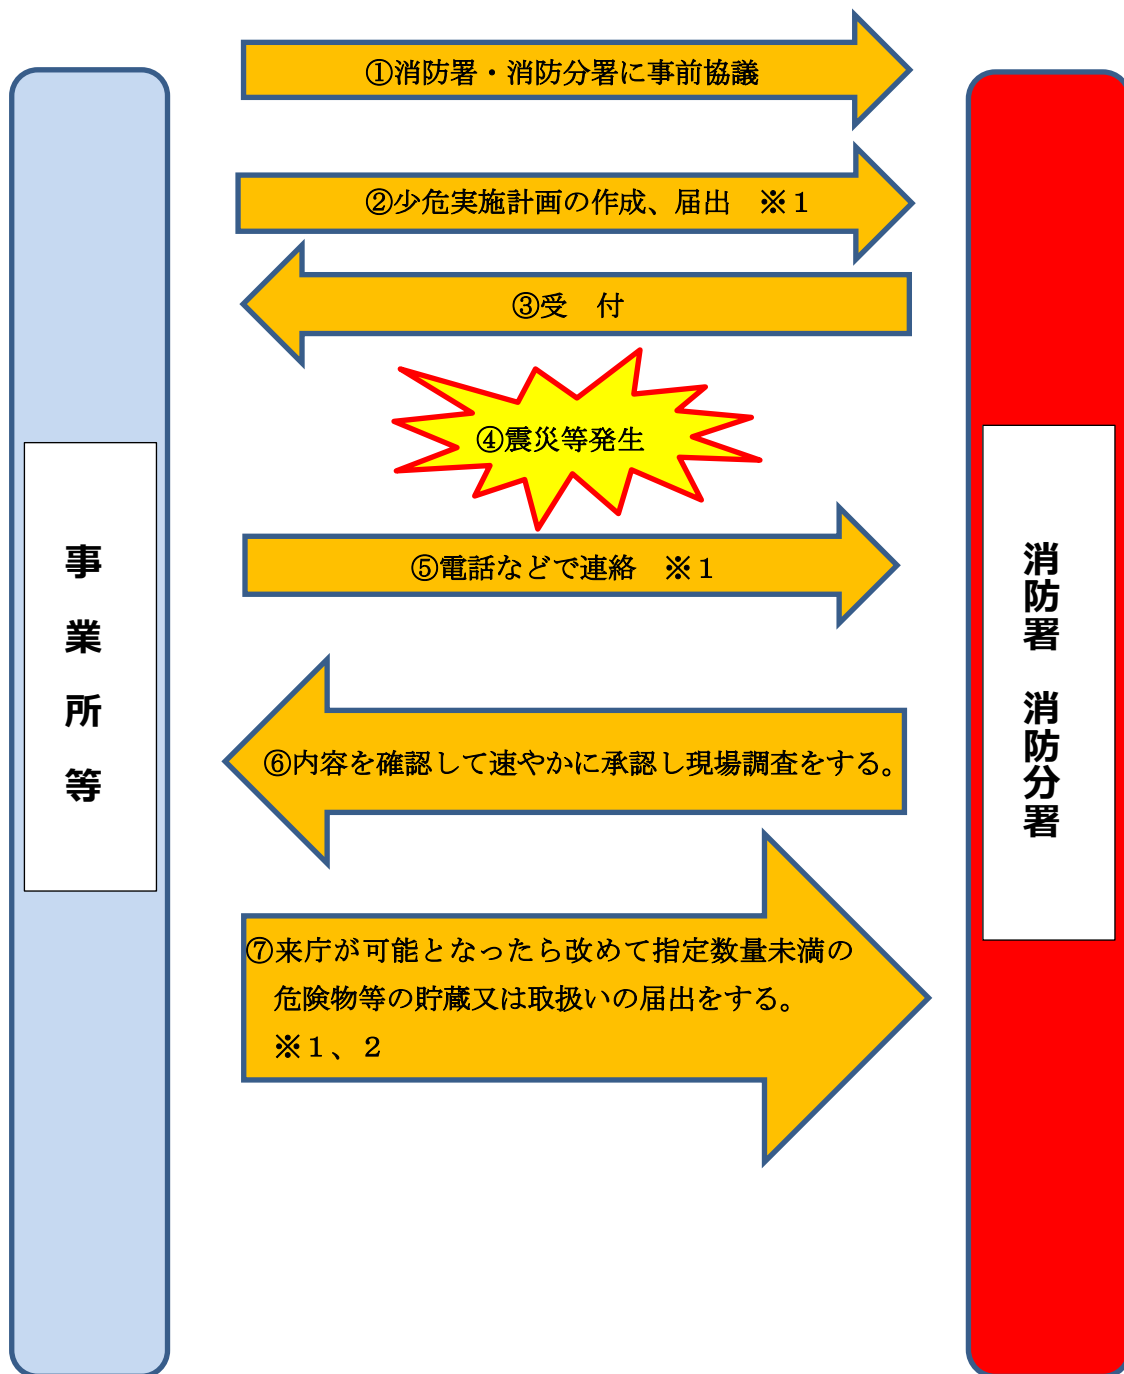 ①消防署・消防分署に事前協議
②少危実施計画の作成、届出　※１
③受　付
④震災等発生
⑤電話などで連絡　※１
⑥内容を確認して速やかに承認し現場調査をする。
⑦来庁が可能となったら改めて指定数量未満の
危険物等の貯蔵又は取扱いの届出をする。
※１、２
事業所等
消防署　消防分署